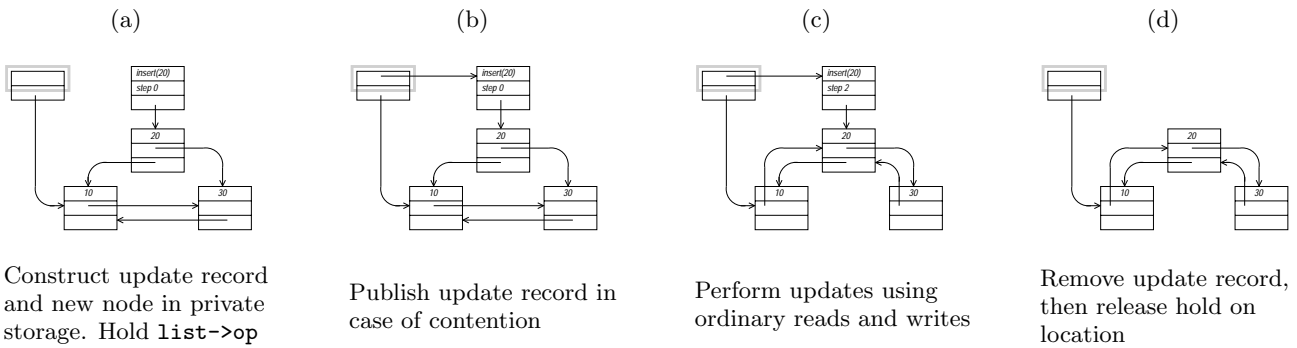 (a)
(b)
(c)
(d)
insert(20)
step 0
20
10
30
insert(20)
step 0
20
10
30
insert(20)
step 2
20
10
30
20
10
30
Construct update record
and new node in private
storage. Hold list->op
Publish update record in
case of contention
Perform updates using
ordinary reads and writes
Remove update record,
then release hold on
location